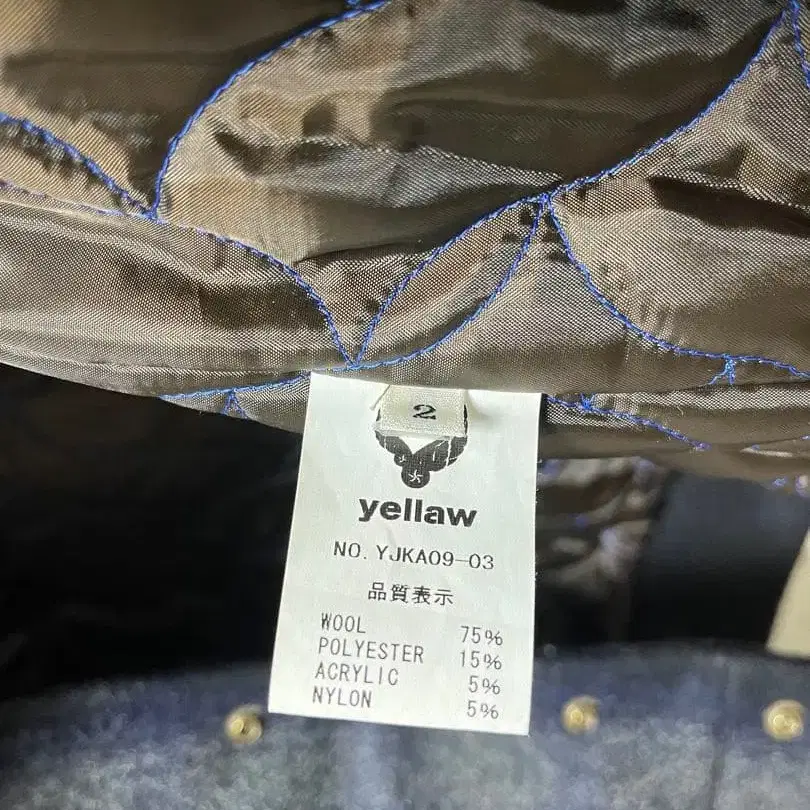 2
yellaw
NO. YJKA09-03
品質表示
WOOL 75%
POLYESTER 15%
ACRYLIC 5%
NYLON 5%